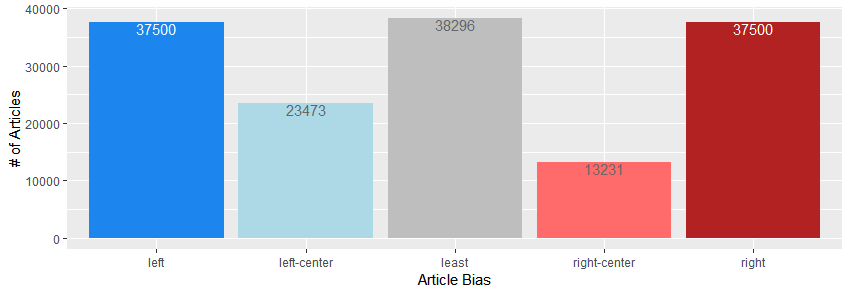 40000
30000
20000
10000
0
# of Articles
37500
23473
38296
13231
37500
left
left-center
least
right-center
right
Article Bias